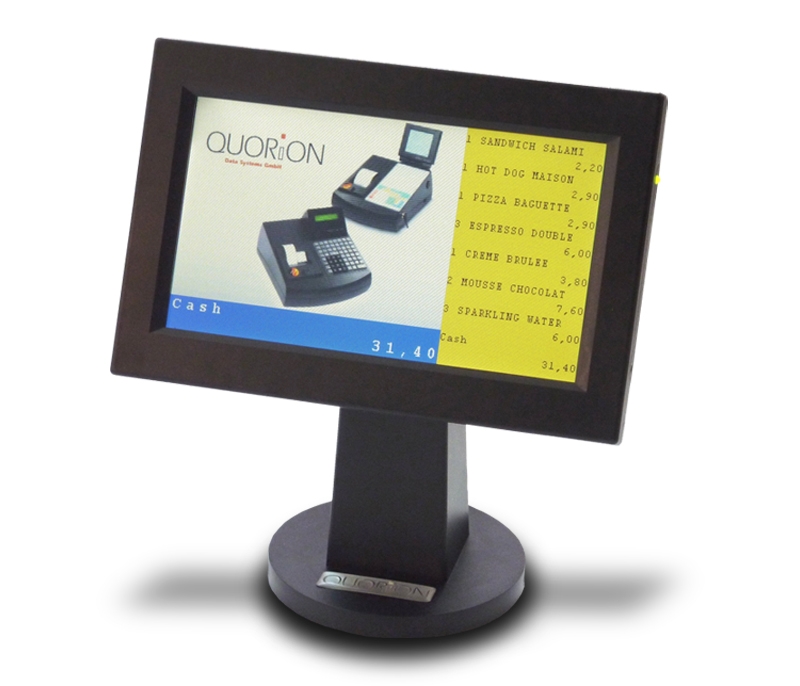 QUORiON
Data Systems GmbH
1 SANDWICH SALAMI
2,20
1 HOT DOG MAISON
2,90
1 PIZZA BAGUETTE
2,90
3 ESPRESSO DOUBLE
6,00
1 CREME BRULEE
3,80
2 MOUSSE CHOCOLAT
7,60
3 SPARKLING WATER
6,00
Cash
31,40
Cash
31,40
QUORiON